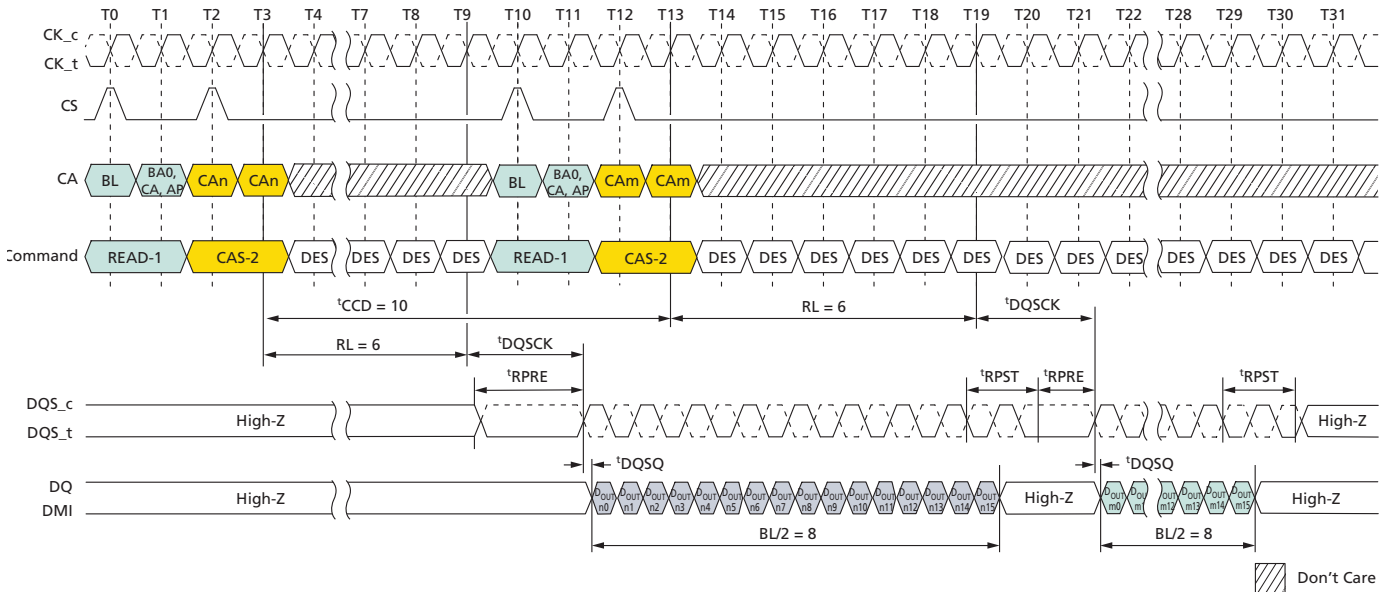 T0 T1 T2 T3 T4 T7 T8 T9 T10 T11 T12 T13 T14 T15 T16 T17 T18 T19 T20 T21 T22 T28 T29 T30 T31
CK_c
CK_t
CS
CA BL BA0, CA, AP CAn CAn BL BA0, CA, AP CAm CAm
Command READ-1 CAS-2 DES DES DES DES READ-1 CAS-2 DES DES DES DES DES DES DES DES DES DES DES DES DES
tCCD = 10 RL = 6 tDQSCK
RL = 6 tDQSCK
tRPRE tRPST tRPRE tRPST
DQS_c
High-Z High-Z
DQS_t
tDQSQ tDQSQ
DQ
High-Z DOUT n0 DOUT n1 DOUT n2 DOUT n3 DOUT n4 DOUT n5 DOUT n6 DOUT n7 DOUT n8 DOUT n9 DOUT n10 DOUT n11 DOUT n12 DOUT n13 DOUT n14 DOUT n15 High-Z DOUT m0 DOUT m12 DOUT m13 DOUT m14 DOUT m15 High-Z
DMI
BL/2 = 8 BL/2 = 8
Don't Care